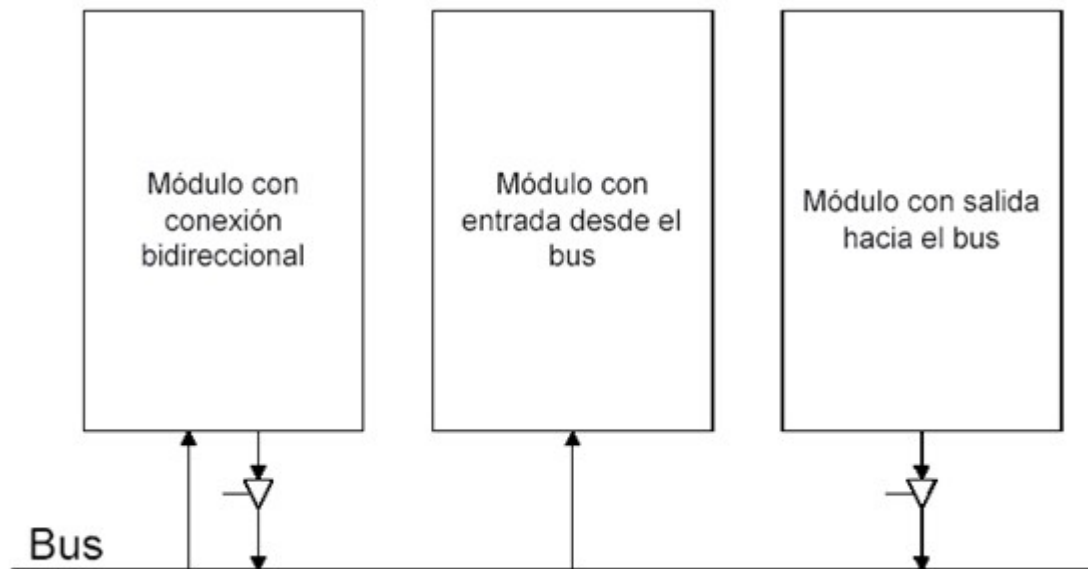 Módulo con
conexión
bidireccional
Módulo con
entrada desde el
bus
Módulo con salida
hacia el bus
Bus